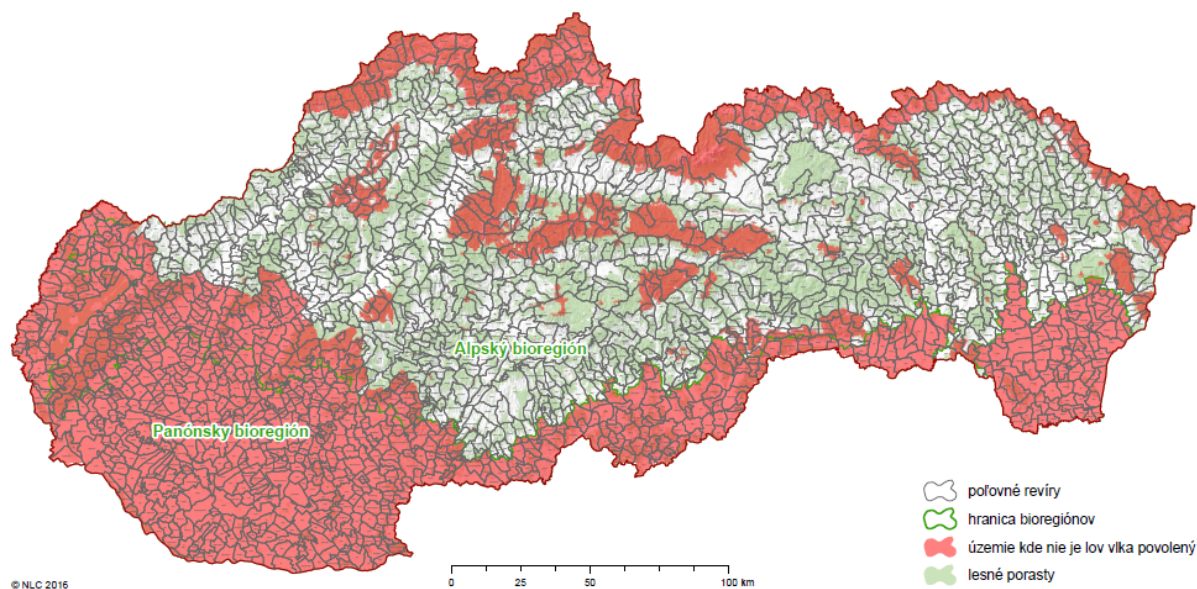 Alpský bioregión
Panónsky bioregión
poľovné revíry
hranica bioregiónov
územie kde nie je lov vlka povolený
lesné porasty
0 25 50 100 km
© NLC 2016